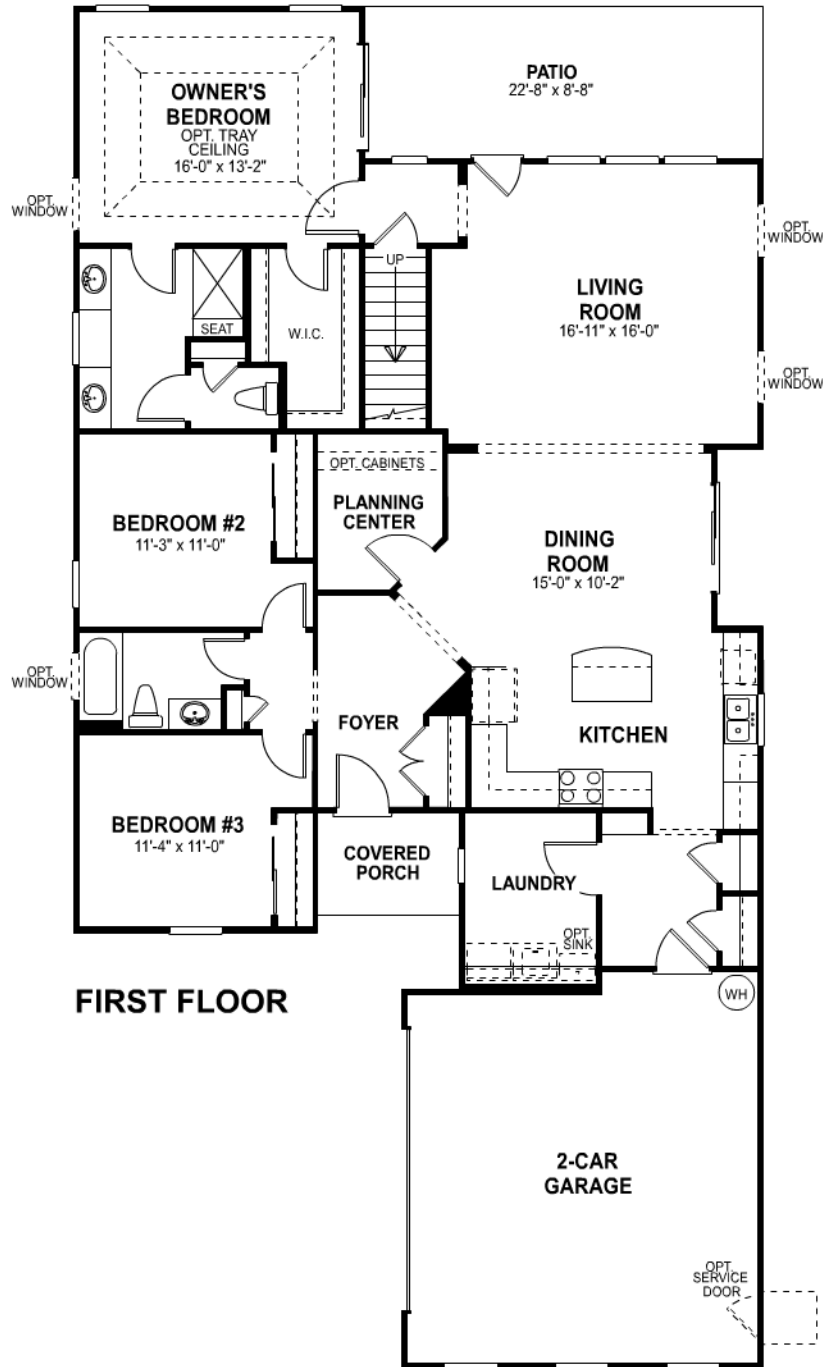 PATIO
22'-8" x 8'-8"
OWNER'S
BEDROOM
OPT. TRAY
CEILING
16'-0" x 13'-2"
OPT.
WINDOW
OPT.
WINDOW
UP
LIVING
ROOM
16'-11" x 16'-0"
SEAT
W.I.C.
OPT.
WINDOW
OPT. CABINETS
PLANNING
CENTER
BEDROOM #2
11'-3" x 11'-0"
DINING
ROOM
15'-0" x 10'-2"
OPT.
WINDOW
FOYER
KITCHEN
BEDROOM #3
11'-4" x 11'-0"
COVERED
PORCH
LAUNDRY
OPT.
SINK
FIRST FLOOR
WH
2-CAR
GARAGE
OPT.
SERVICE
DOOR